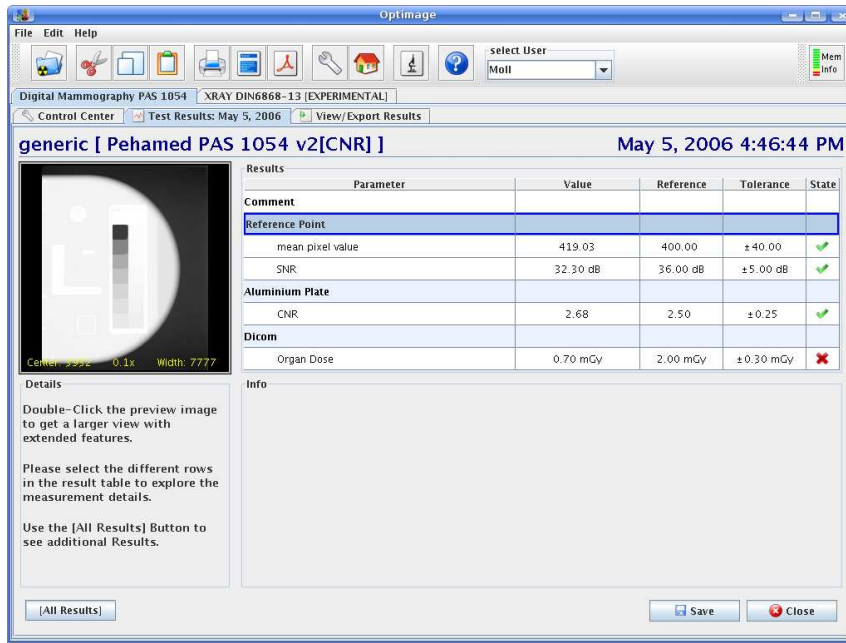 Optimage
File Edit Help
select User
Moll
Mem
Info
Digital Mammography PAS 1054 XRAY DIN6868-13 [EXPERIMENTAL]
Control Center Test Results: May 5, 2006 View/Export Results
generic [ Pehamed PAS 1054 v2[CNR] ] May 5, 2006 4:46:44 PM
Results
Parameter Value Reference Tolerance State
Comment
Reference Point
mean pixel value 419.03 400.00 ±40.00
SNR 32.30 dB 36.00 dB ±5.00 dB
Aluminium Plate
CNR 2.68 2.50 ±0.25
Dicom
Organ Dose 0.70 mGy 2.00 mGy ±0.30 mGy
Center: 0.1x Width: 7777
Details
Double-Click the preview image
to get a larger view with
extended features.
Please select the different rows
in the result table to explore the
measurement details.
Use the [All Results] Button to
see additional Results.
Info
[All Results] Save Close